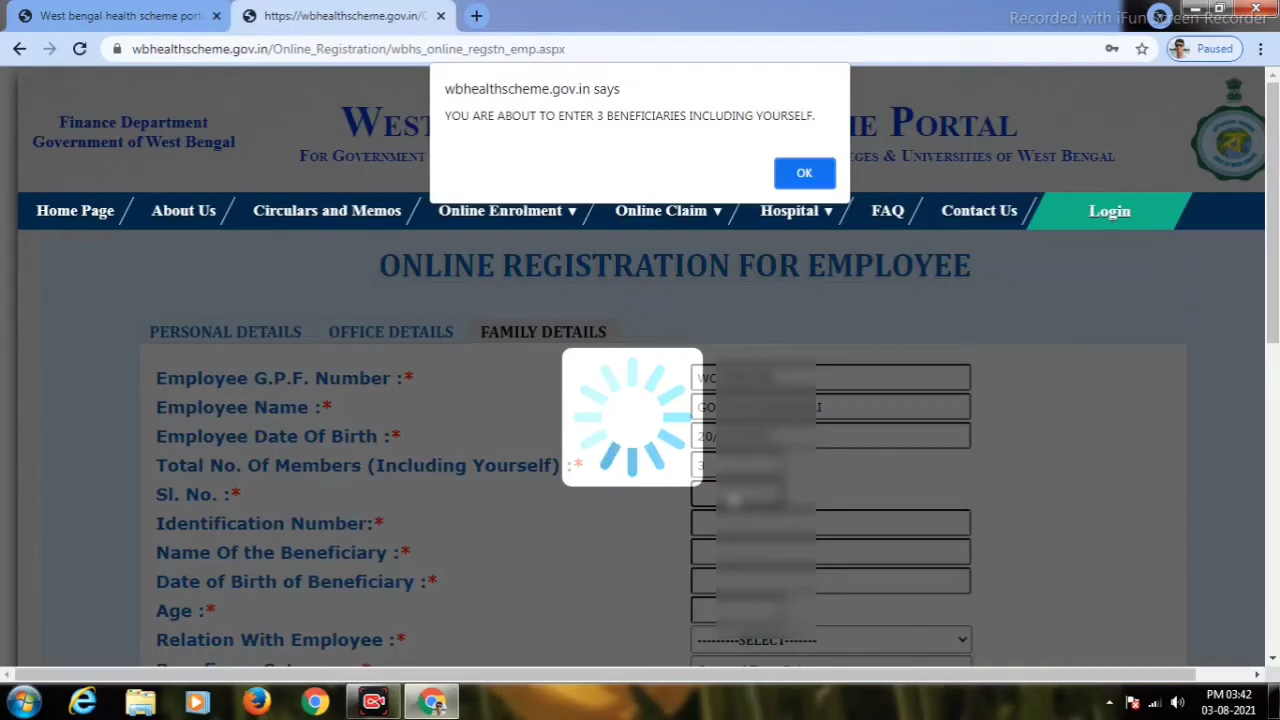 West bengal health scheme port
https://wbhealthscheme.gov.in/O
Recorded with iFun Screen Recorder
wbhealthscheme.gov.in/Online_Registration/wbhs_online_regstn_emp.aspx
Paused
wbhealthscheme.gov.in says
YOU ARE ABOUT TO ENTER 3 BENEFICIARIES INCLUDING YOURSELF.
OK
Finance Department
Government of West Bengal
WEST
ME PORTAL
FOR GOVERNMENT
EGES & UNIVERSITIES OF WEST BENGAL
Home Page
About Us
Circulars and Memos
Online Enrolment ▼
Online Claim ▼
Hospital ▼
FAQ
Contact Us
Login
ONLINE REGISTRATION FOR EMPLOYEE
PERSONAL DETAILS
OFFICE DETAILS
FAMILY DETAILS
Employee G.P.F. Number :*
Employee Name :*
GO
I
Employee Date Of Birth :*
20/
Total No. Of Members (Including Yourself) :*
3
Sl. No. :*
Identification Number:*
Name Of the Beneficiary :*
Date of Birth of Beneficiary :*
Age :*
Relation With Employee :*
---------SELECT-------
PM 03:42
03-08-2021